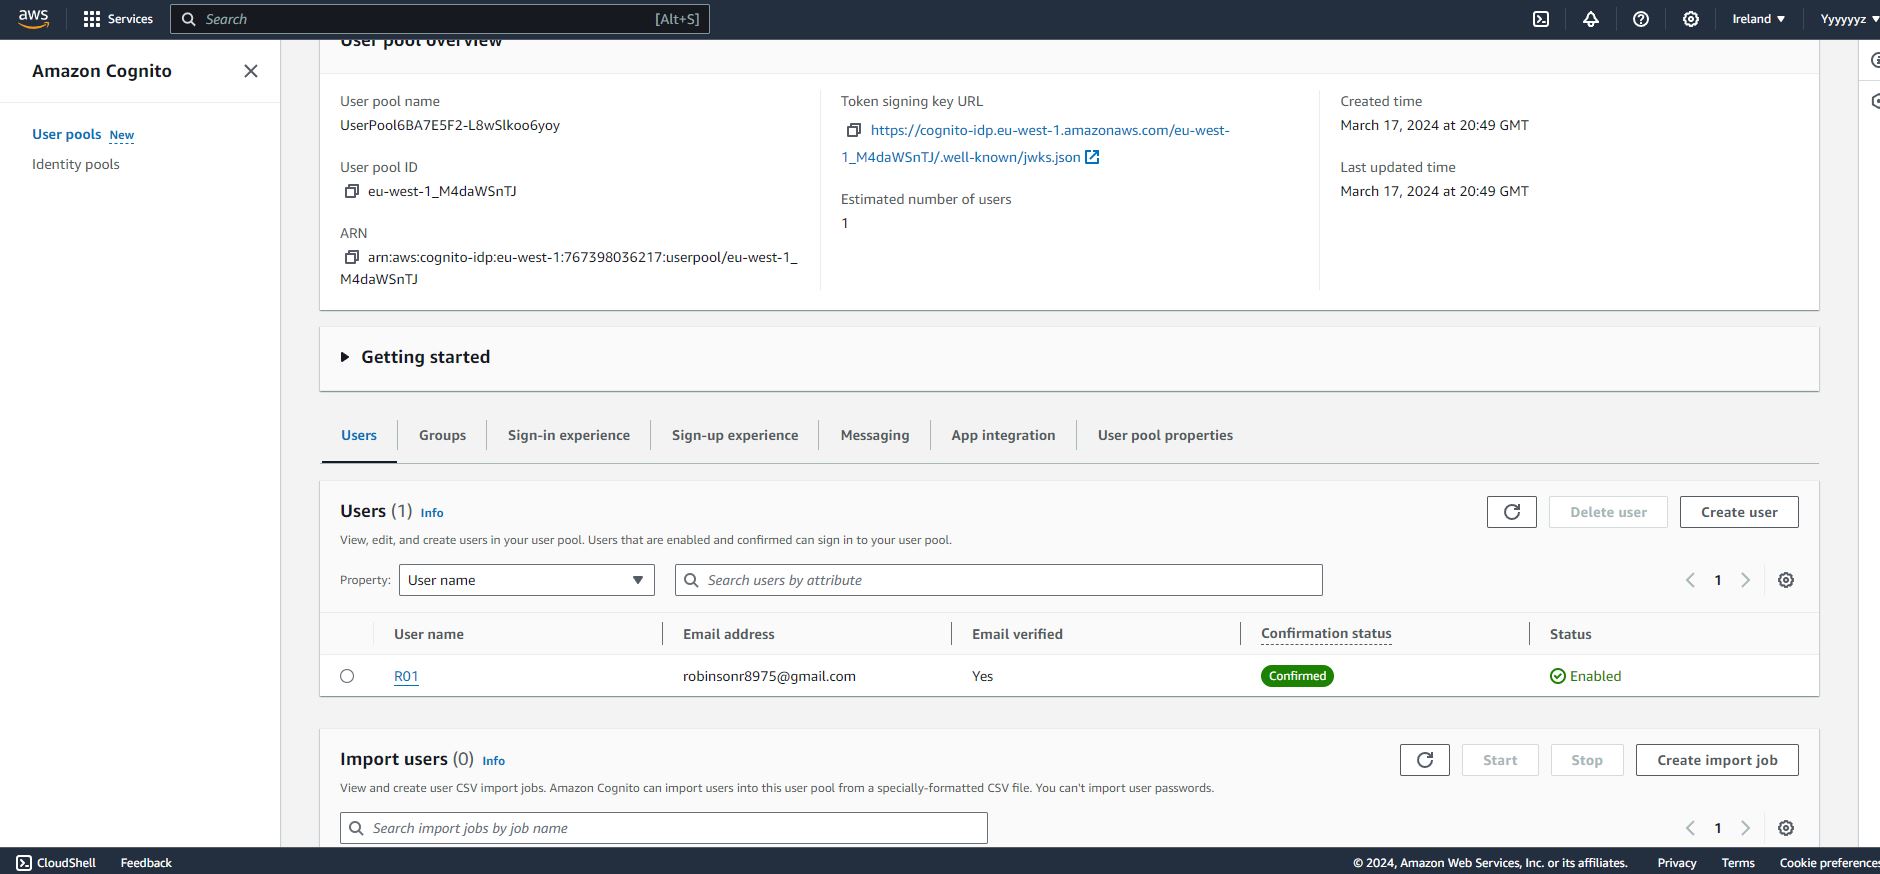 aws Services Search [Alt+S] Ireland ▼ Yyyyyyz ▼
Amazon Cognito
User pools New
Identity pools
User pool overview
User pool name
UserPool6BA7E5F2-L8wSlkoo6yoy
User pool ID
eu-west-1_M4daWSnTJ
ARN
arn:aws:cognito-idp:eu-west-1:767398036217:userpool/eu-west-1_
M4daWSnTJ
Token signing key URL
https://cognito-idp.eu-west-1.amazonaws.com/eu-west-
1_M4daWSnTJ/.well-known/jwks.json
Estimated number of users
1
Created time
March 17, 2024 at 20:49 GMT
Last updated time
March 17, 2024 at 20:49 GMT
Getting started
Users Groups Sign-in experience Sign-up experience Messaging App integration User pool properties
Users (1) Info Delete user Create user
View, edit, and create users in your user pool. Users that are enabled and confirmed can sign in to your user pool.
Property: User name Search users by attribute 1
User name Email address Email verified Confirmation status Status
R01 robinsonr8975@gmail.com Yes Confirmed Enabled
Import users (0) Info Start Stop Create import job
View and create user CSV import jobs. Amazon Cognito can import users into this user pool from a specially-formatted CSV file. You can't import user passwords.
Search import jobs by job name 1
CloudShell Feedback © 2024, Amazon Web Services, Inc. or its affiliates. Privacy Terms Cookie preferences